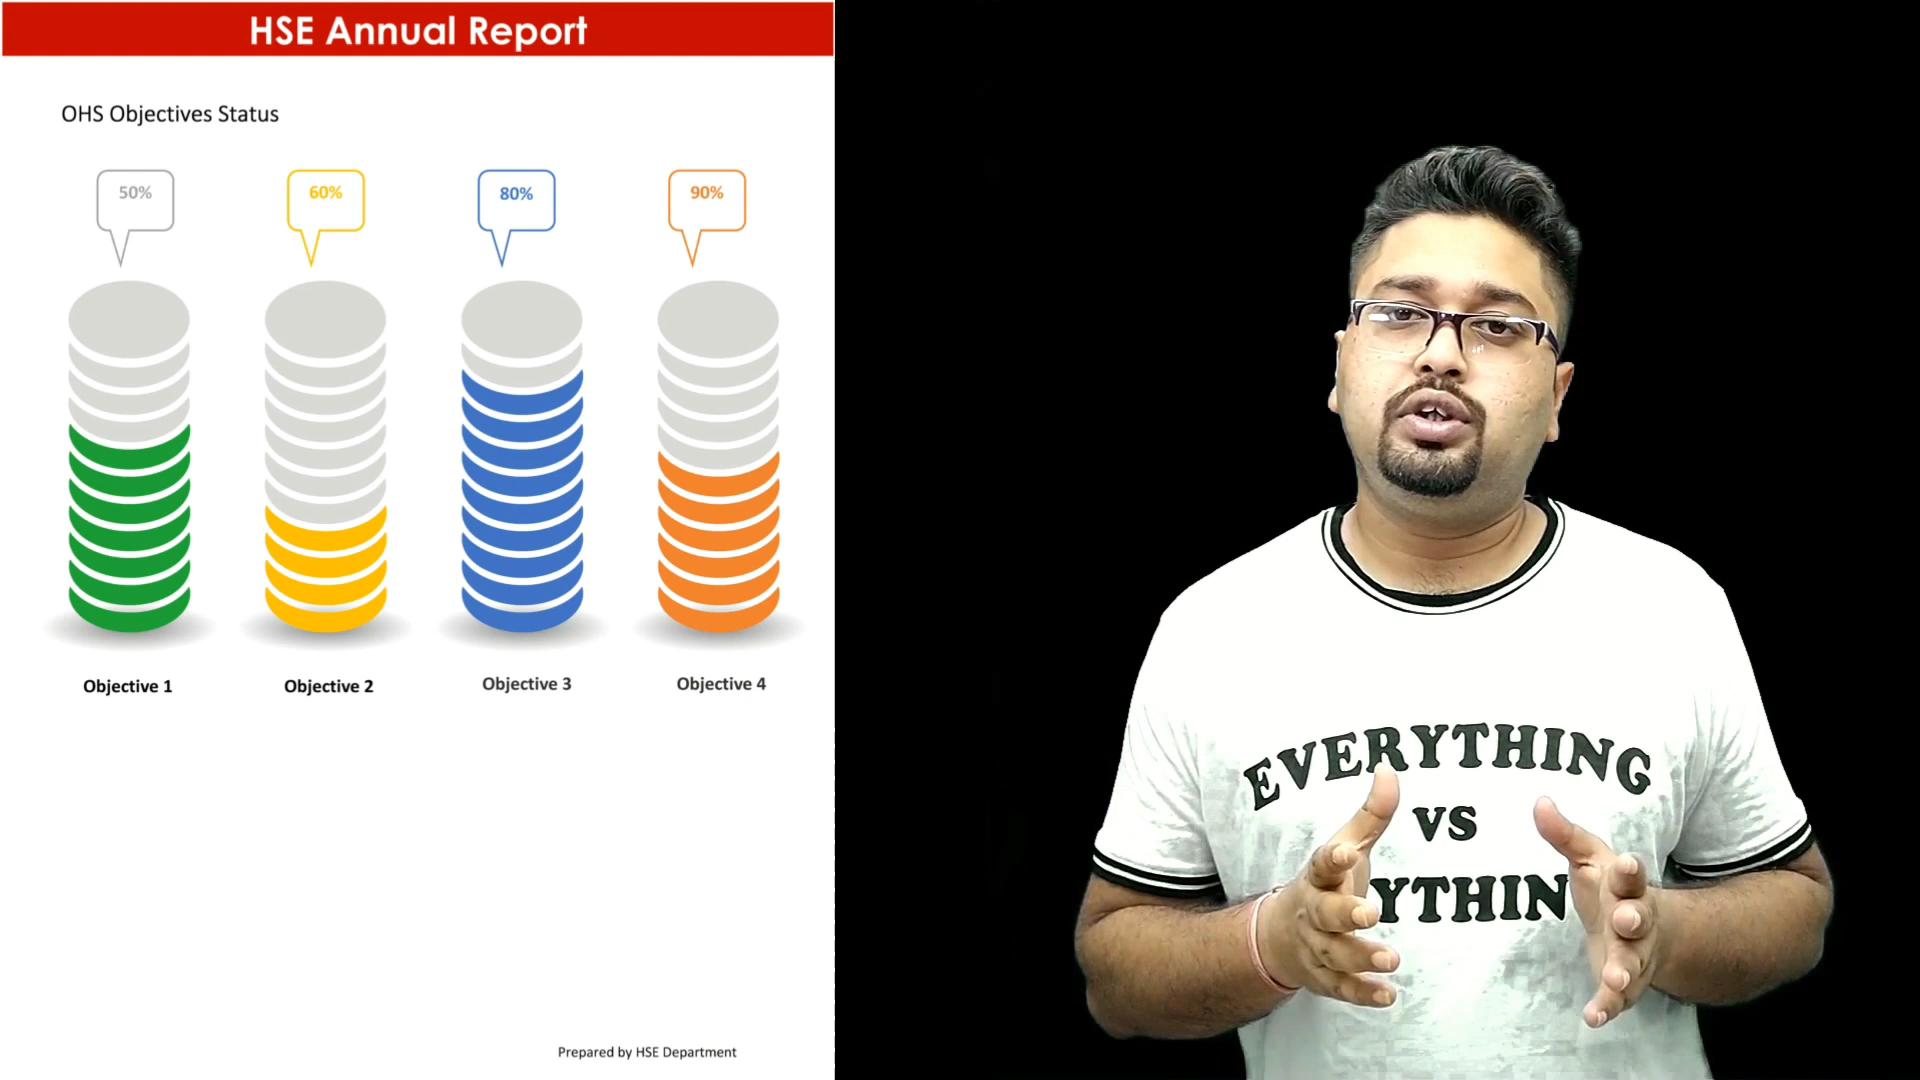 HSE Annual Report
OHS Objectives Status
50%
60%
80%
90%
Objective 1
Objective 2
Objective 3
Objective 4
Prepared by HSE Department
EVERYTHING
VS
YTHIN